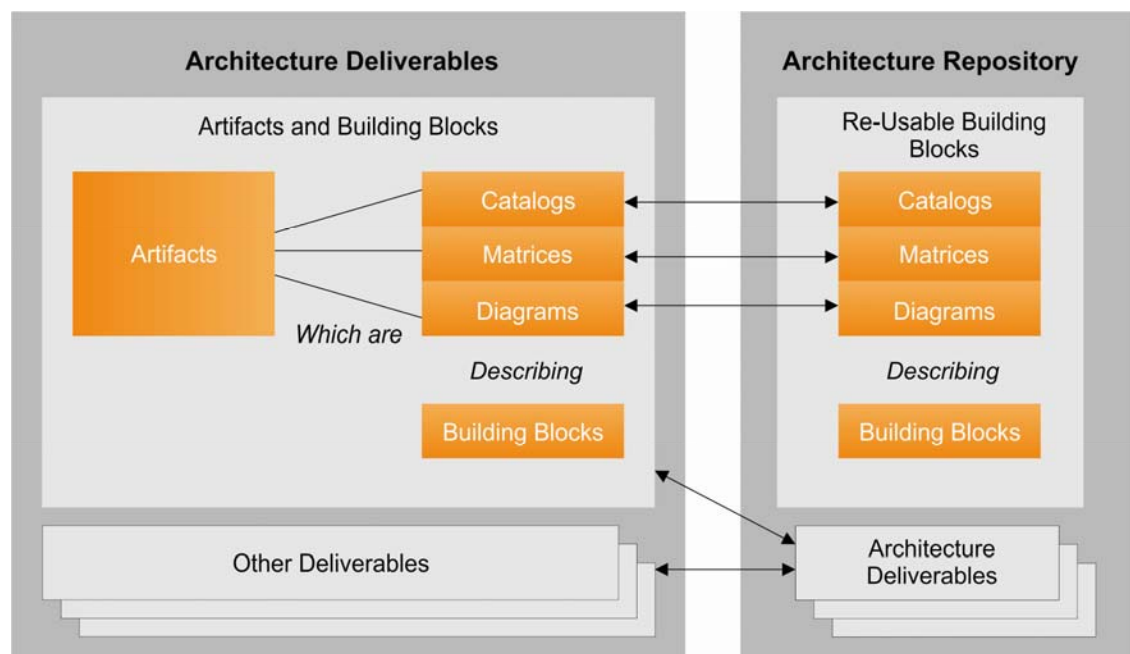 Architecture Deliverables
Artifacts and Building Blocks
Artifacts
Which are
Catalogs
Matrices
Diagrams
Describing
Building Blocks
Other Deliverables
Architecture Repository
Re-Usable Building
Blocks
Catalogs
Matrices
Diagrams
Describing
Building Blocks
Architecture
Deliverables